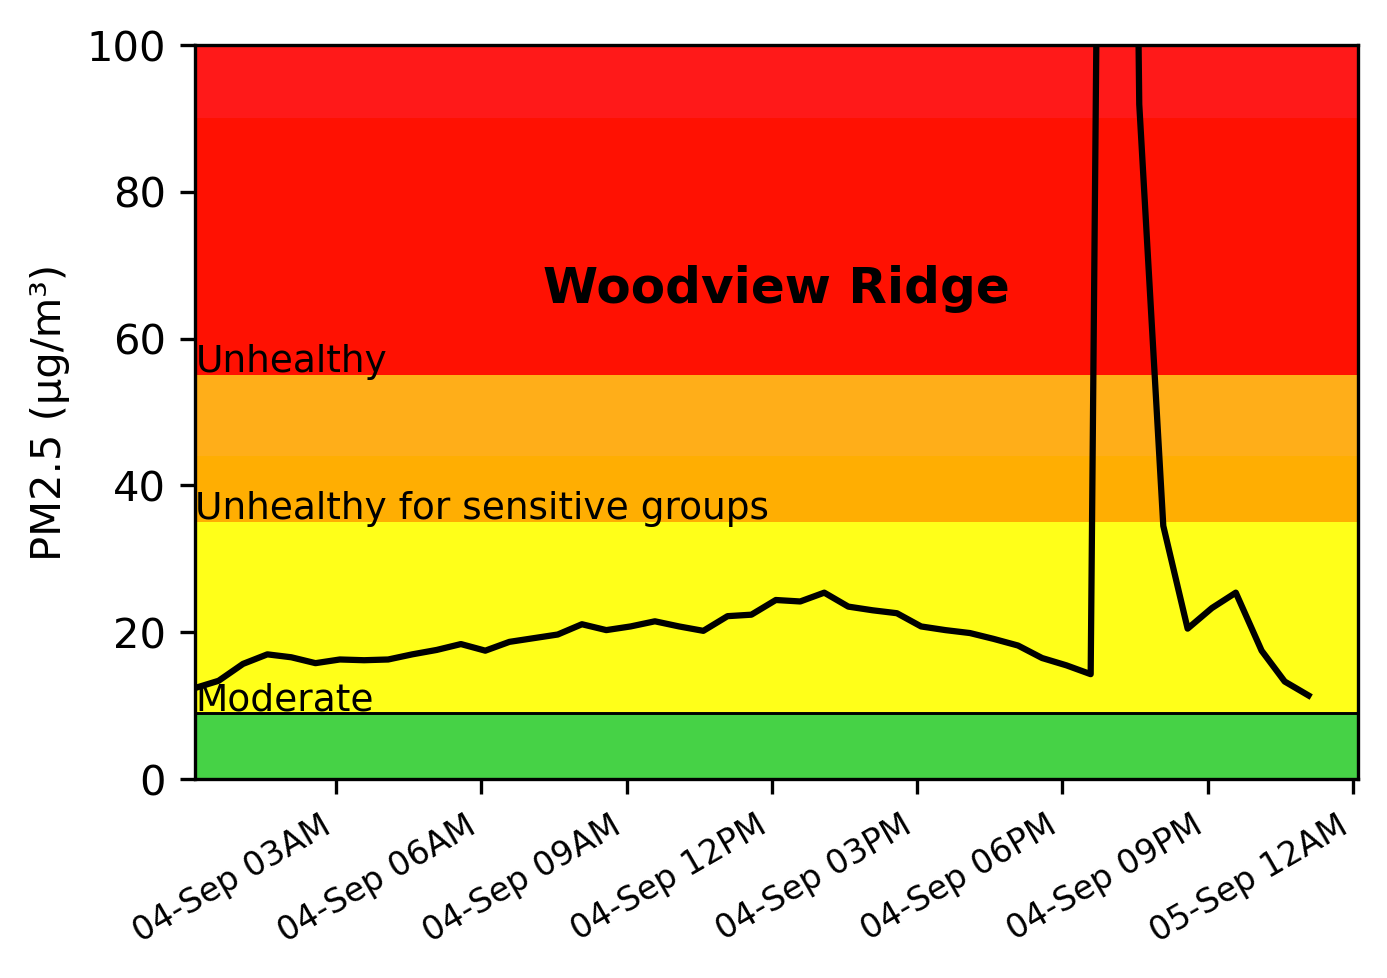 100
80
60
40
20
0
PM2.5 (µg/m³)
Woodview Ridge
Unhealthy
Unhealthy for sensitive groups
Moderate
04-Sep 03AM
04-Sep 06AM
04-Sep 09AM
04-Sep 12PM
04-Sep 03PM
04-Sep 06PM
04-Sep 09PM
05-Sep 12AM